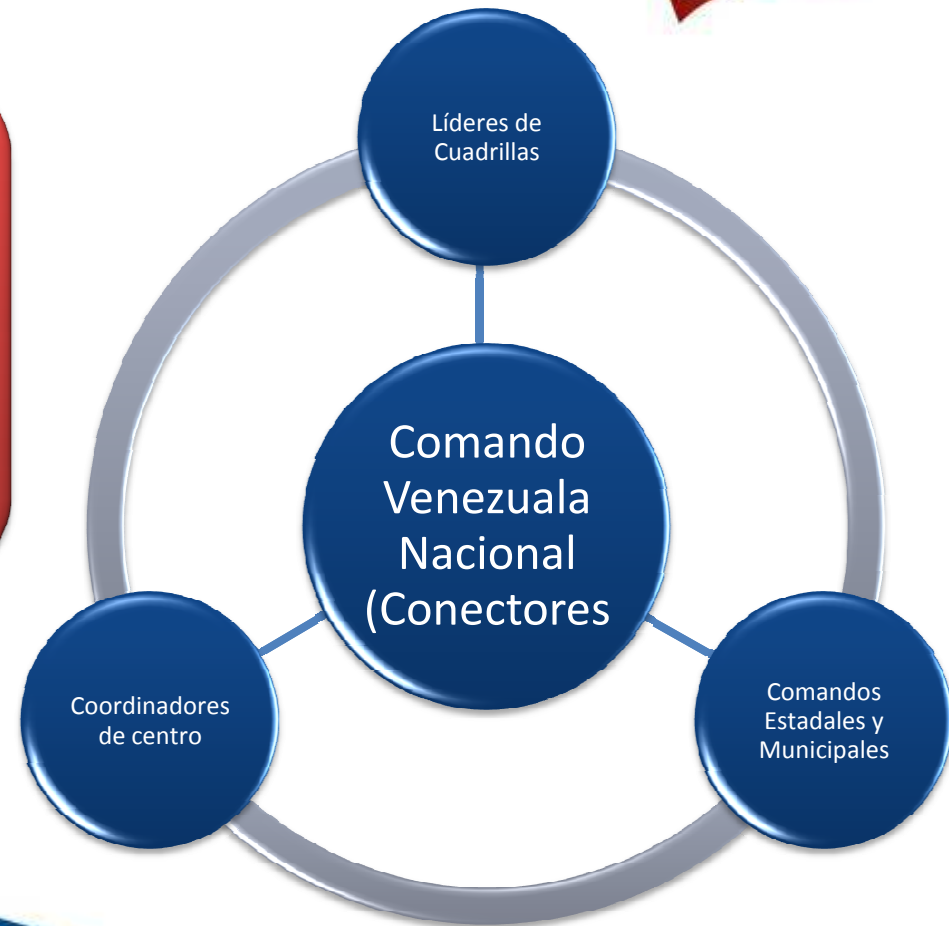 Líderes de
Cuadrillas
Comando
Venezuala
Nacional
(Conectores
Coordinadores
de centro
Comandos
Estadales y
Municipales